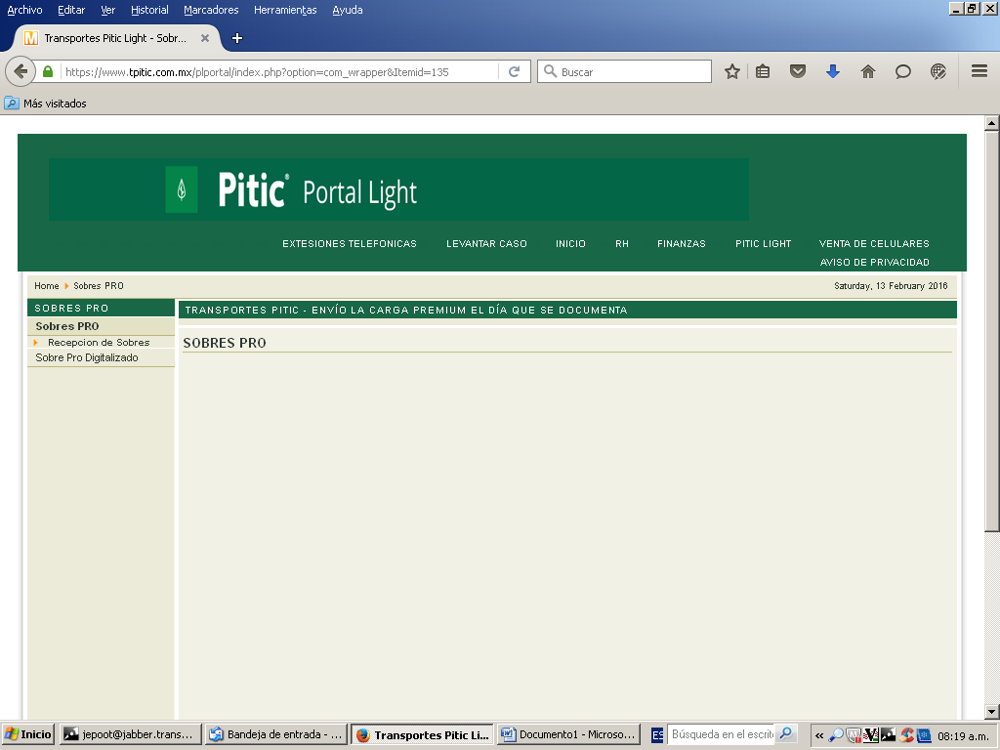 Archivo Editar Ver Historial Marcadores Herramientas Ayuda
Transportes Pitic Light - Sobr...
https://www.tpitic.com.mx/plportal/index.php?option=com_wrapper&Itemid=135
Buscar
Más visitados
Pitic® Portal Light
EXTESIONES TELEFONICAS LEVANTAR CASO INICIO RH FINANZAS PITIC LIGHT VENTA DE CELULARES
AVISO DE PRIVACIDAD
Home Sobres PRO Saturday, 13 February 2016
SOBRES PRO
TRANSPORTES PITIC - ENVÍO LA CARGA PREMIUM EL DÍA QUE SE DOCUMENTA
Sobres PRO
Recepcion de Sobres
Sobre Pro Digitalizado
SOBRES PRO
Inicio jepoot@jabber.trans... Bandeja de entrada - ... Transportes Pitic Li... Documento1 - Microso... ES Búsqueda en el escrito « 08:19 a.m.